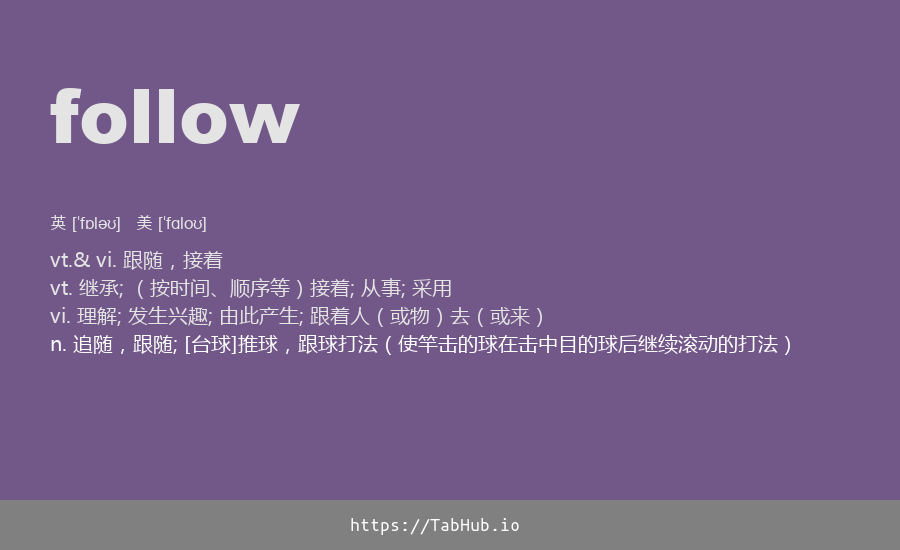 follow
英 [ˈfɒləʊ] 美 [ˈfɑloʊ]
vt.& vi. 跟随，接着
vt. 继承; （按时间、顺序等）接着; 从事; 采用
vi. 理解; 发生兴趣; 由此产生; 跟着人（或物）去（或来）
n. 追随，跟随; [台球]推球，跟球打法（使竿击的球在击中目的球后继续滚动的打法）
https://TabHub.io